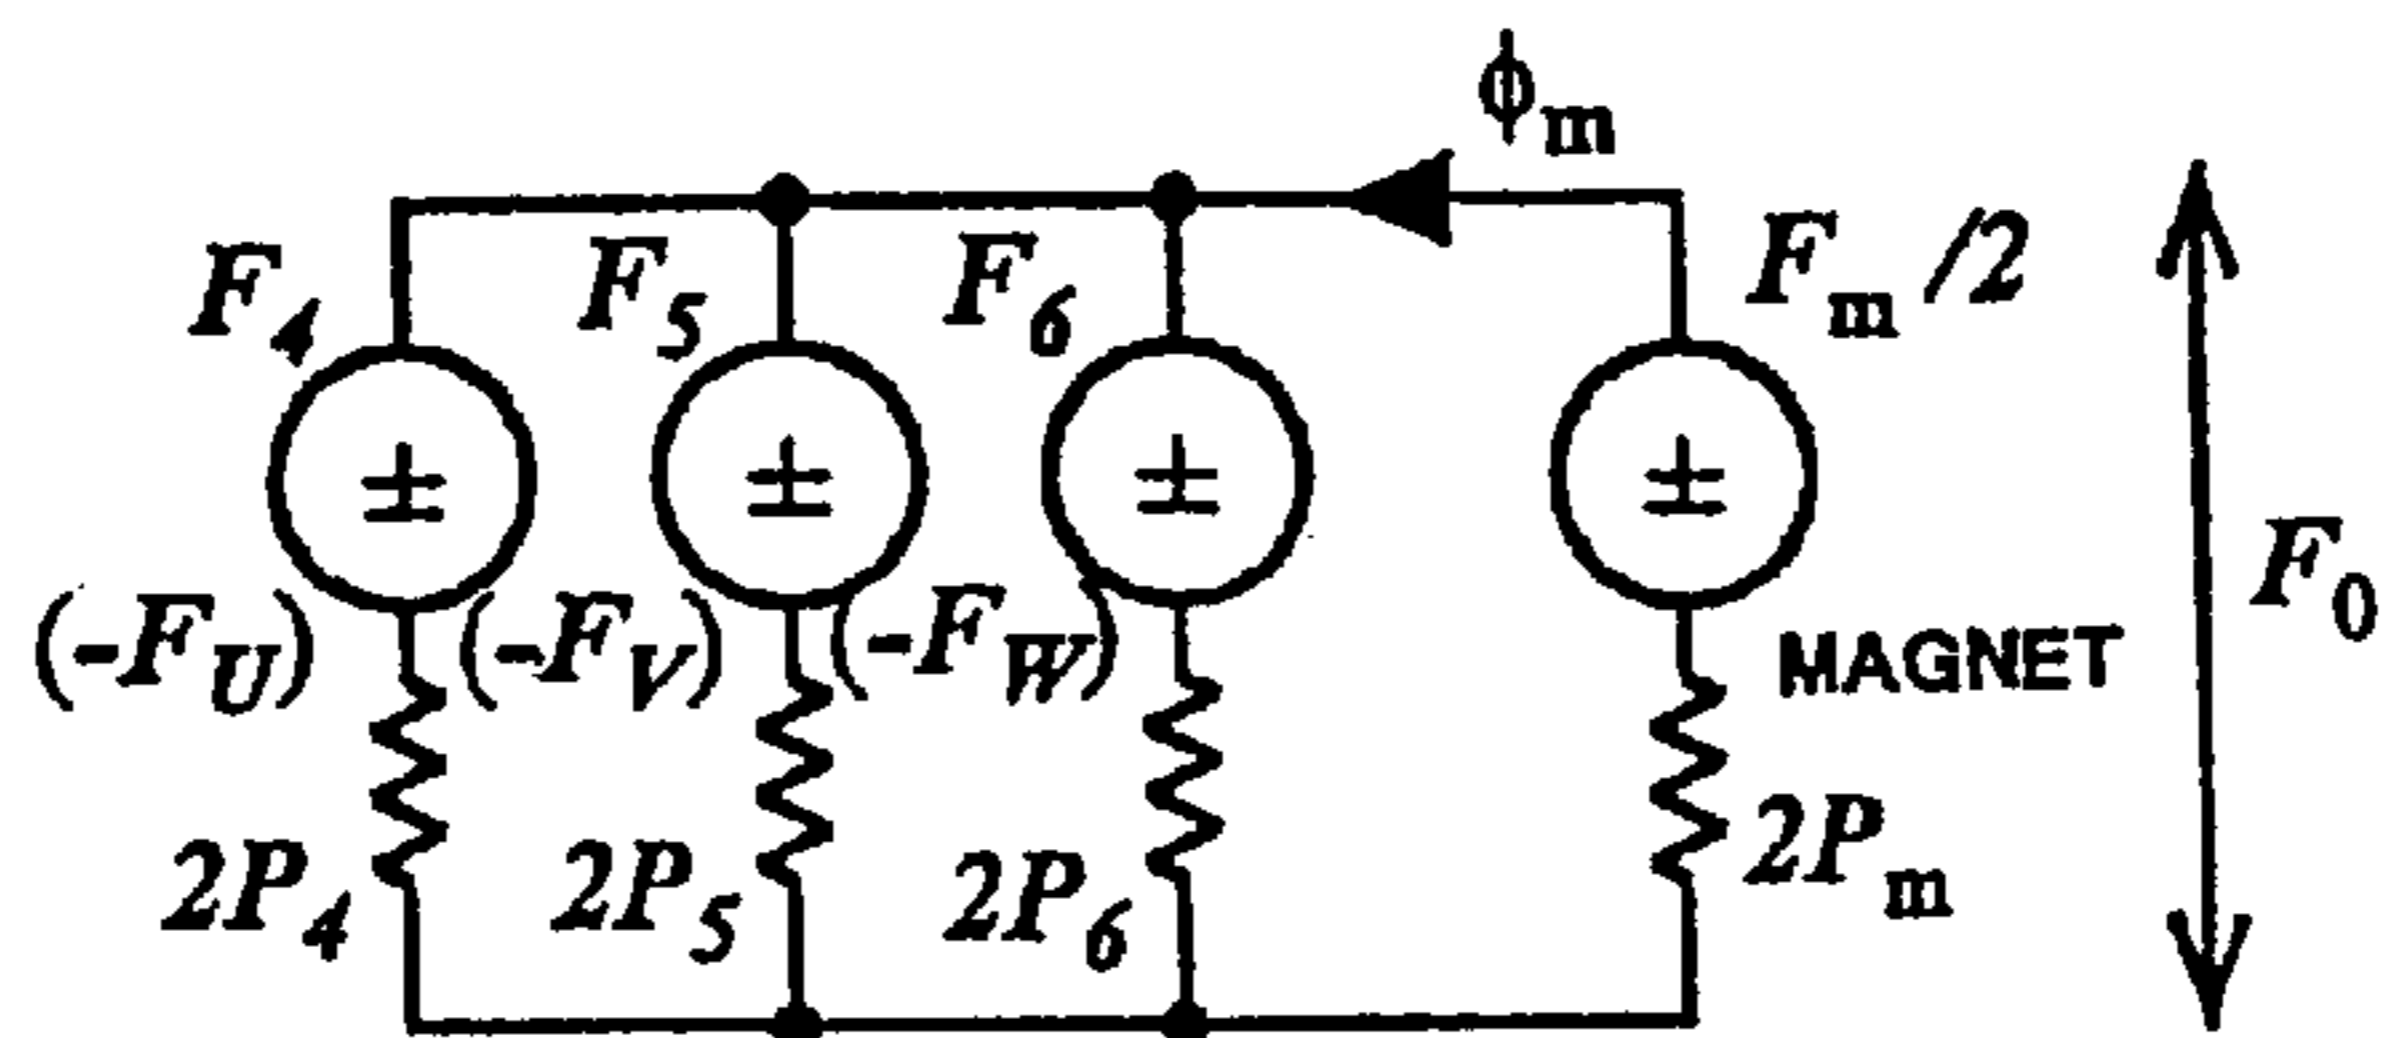 ϕm
F4 F5 F6 Fm/2
± ± ± ±
F0
(-FU) (-FV) (-FW) MAGNET
2P4 2P5 2P6 2Pm